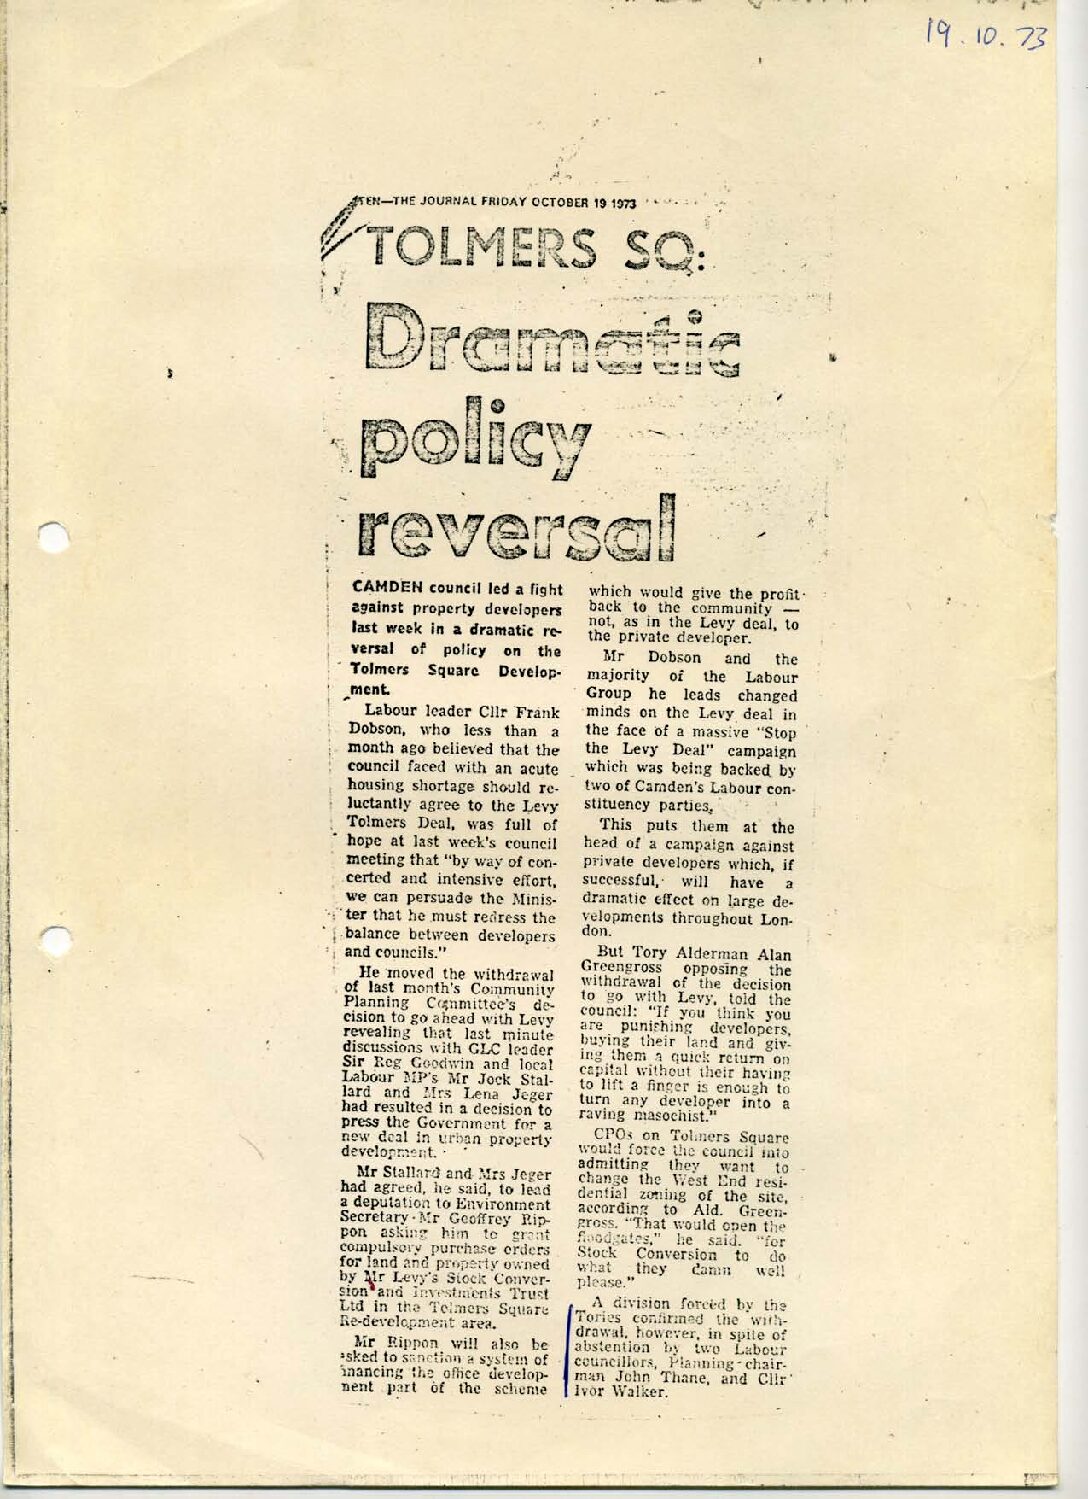 19.10.73
TEN—THE JOURNAL FRIDAY OCTOBER 19 1973
TOLMERS SQ:
Dramatic
policy
reversal
CAMDEN council led a fight
against property developers
last week in a dramatic re-
versal of policy on the
Tolmers Square Develop-
ment.
Labour leader Cllr Frank
Dobson, who less than a
month ago believed that the
council faced with an acute
housing shortage should re-
luctantly agree to the Levy
Tolmers Deal, was full of
hope at last week's council
meeting that "by way of con-
certed and intensive effort,
we can persuade the Minis-
ter that he must redress the
balance between developers
and councils."
He moved the withdrawal
of last month's Community
Planning Committee's de-
cision to go ahead with Levy
revealing that last minute
discussions with GLC leader
Sir Reg Goodwin and local
Labour MP's Mr Jock Stal-
lard and Mrs Lena Jeger
had resulted in a decision to
press the Government for a
new deal in urban property
development.
Mr Stallard and Mrs Jeger
had agreed, he said, to lead
a deputation to Environment
Secretary Mr Geoffrey Rip-
pon asking him to grant
compulsory purchase orders
for land and property owned
by Mr Levy's Stock Conver-
sion and Investments Trust
Ltd in the Tolmers Square
Re-development area.
Mr Rippon will also be
asked to sanction a system of
financing the office develop-
ment part of the scheme
which would give the profit
back to the community —
not, as in the Levy deal, to
the private developer.
Mr Dobson and the
majority of the Labour
Group he leads changed
minds on the Levy deal in
the face of a massive "Stop
the Levy Deal" campaign
which was being backed by
two of Camden's Labour con-
stituency parties.
This puts them at the
head of a campaign against
private developers which, if
successful, will have a
dramatic effect on large de-
velopments throughout Lon-
don.
But Tory Alderman Alan
Greengross opposing the
withdrawal of the decision
to go with Levy, told the
council: "If you think you
are punishing developers,
buying their land and giv-
ing them a quick return on
capital without their having
to lift a finger is enough to
turn any developer into a
raving masochist."
CPOs on Tolmers Square
would force the council into
admitting they want to
change the West End resi-
dential zoning of the site,
according to Ald. Green-
gross. "That would open the
floodgates," he said. "for
Stock Conversion to do
what they damn well
please."
A division forced by the
Tories confirmed the with-
drawal, however, in spite of
abstention by two Labour
councillors, Planning chair-
man John Thane, and Cllr
Ivor Walker.